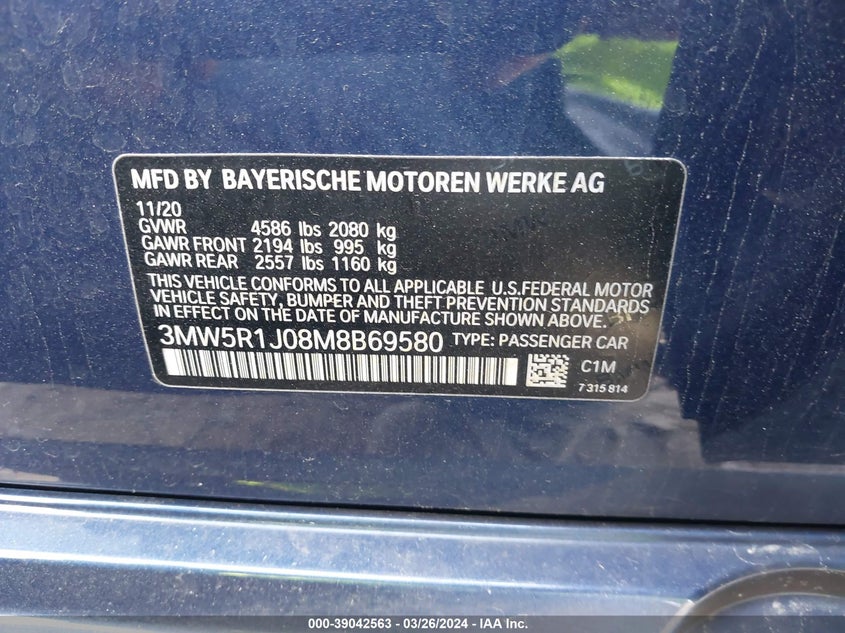 MFD BY BAYERISCHE MOTOREN WERKE AG
11/20
GVWR 4586 lbs 2080 kg
GAWR FRONT 2194 lbs 995 kg
GAWR REAR 2557 lbs 1160 kg
THIS VEHICLE CONFORMS TO ALL APPLICABLE U.S.FEDERAL MOTOR
VEHICLE SAFETY, BUMPER AND THEFT PREVENTION STANDARDS
IN EFFECT ON THE DATE OF MANUFACTURE SHOWN ABOVE.
3MW5R1J08M8B69580 TYPE: PASSENGER CAR
C1M
7 315 814
000-39042563 - 03/26/2024 - IAA Inc.